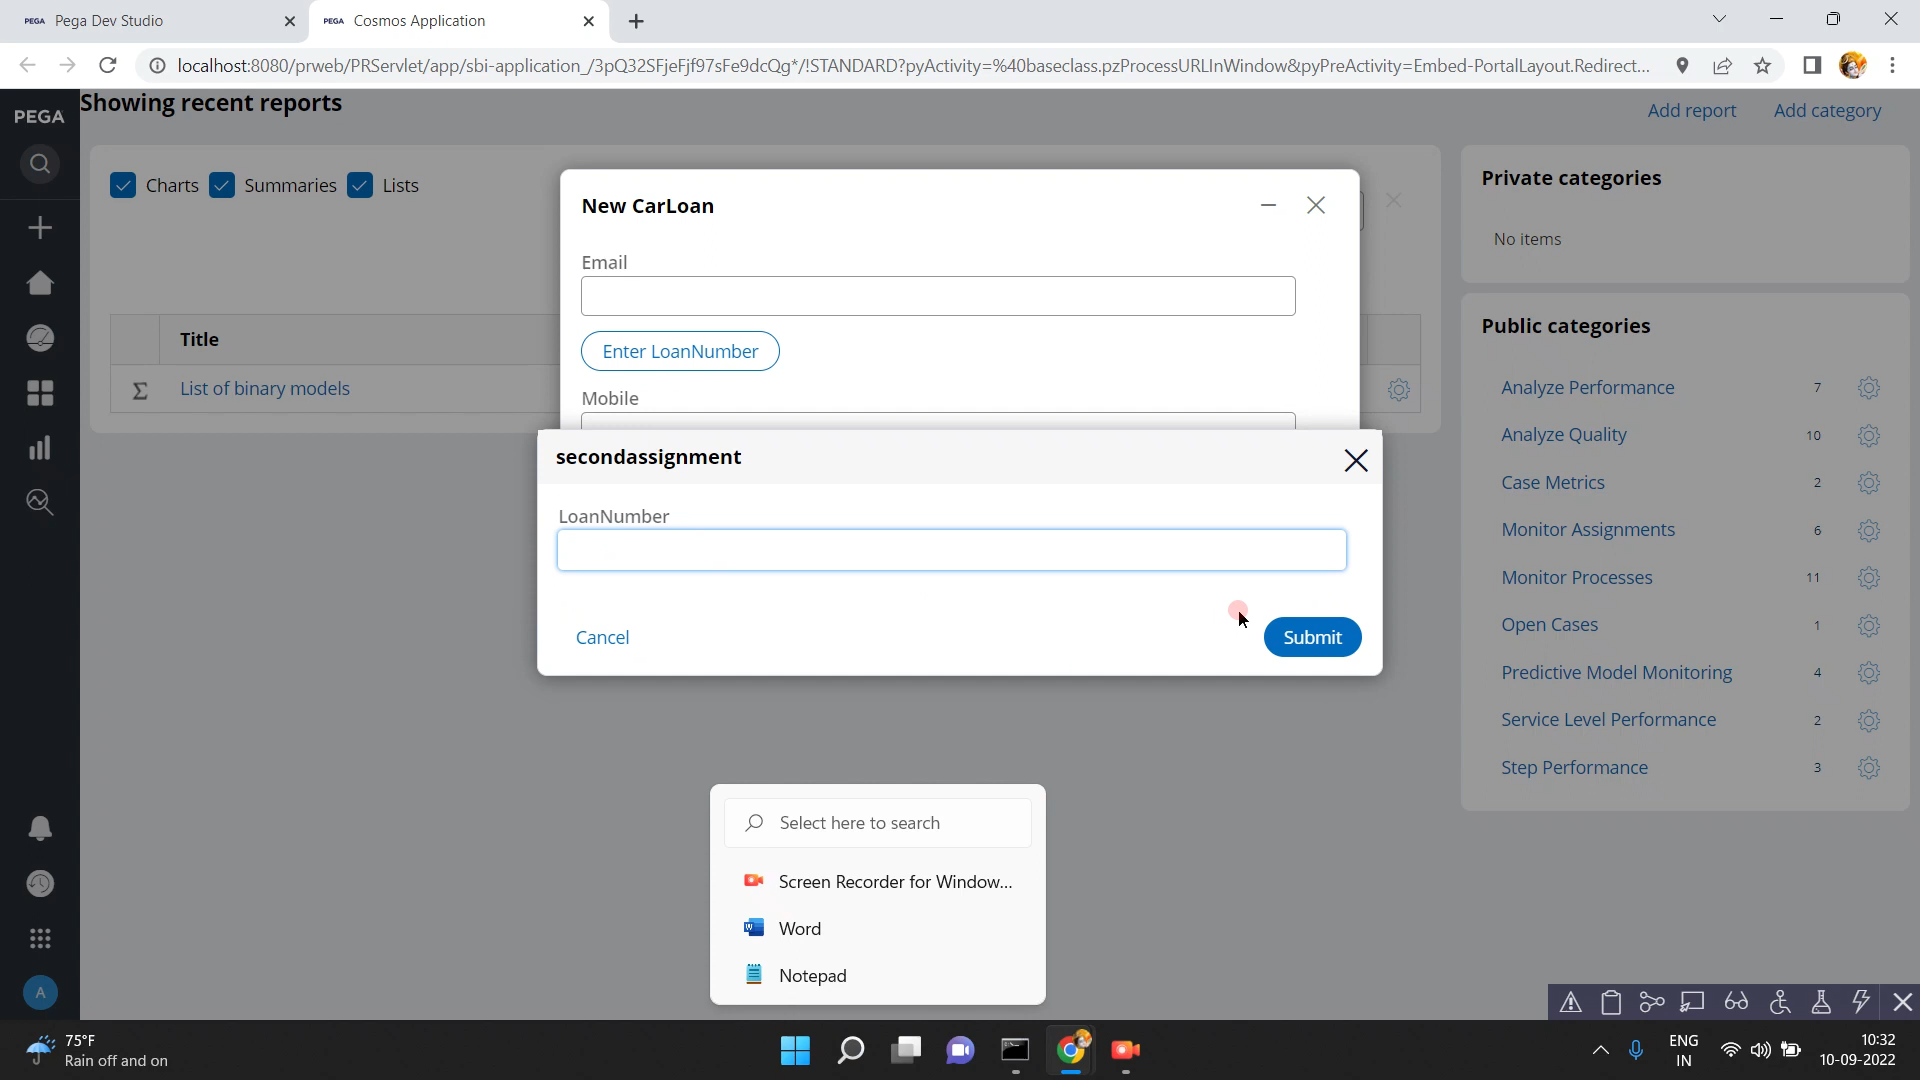 PEGA Pega Dev Studio
PEGA Cosmos Application
localhost:8080/prweb/PRServlet/app/sbi-application_/3pQ32SFjeFjf97sFe9dcQg*/!STANDARD?pyActivity=%40baseclass.pzProcessURLInWindow&pyPreActivity=Embed-PortalLayout.Redirect...
PEGA
Showing recent reports
Add report
Add category
Charts
Summaries
Lists
Title
List of binary models
New CarLoan
Email
Enter LoanNumber
Mobile
secondassignment
LoanNumber
Cancel
Submit
Private categories
No items
Public categories
Analyze Performance 7
Analyze Quality 10
Case Metrics 2
Monitor Assignments 6
Monitor Processes 11
Open Cases 1
Predictive Model Monitoring 4
Service Level Performance 2
Step Performance 3
Select here to search
Screen Recorder for Window...
Word
Notepad
A
75°F
Rain off and on
ENG
IN
10:32
10-09-2022